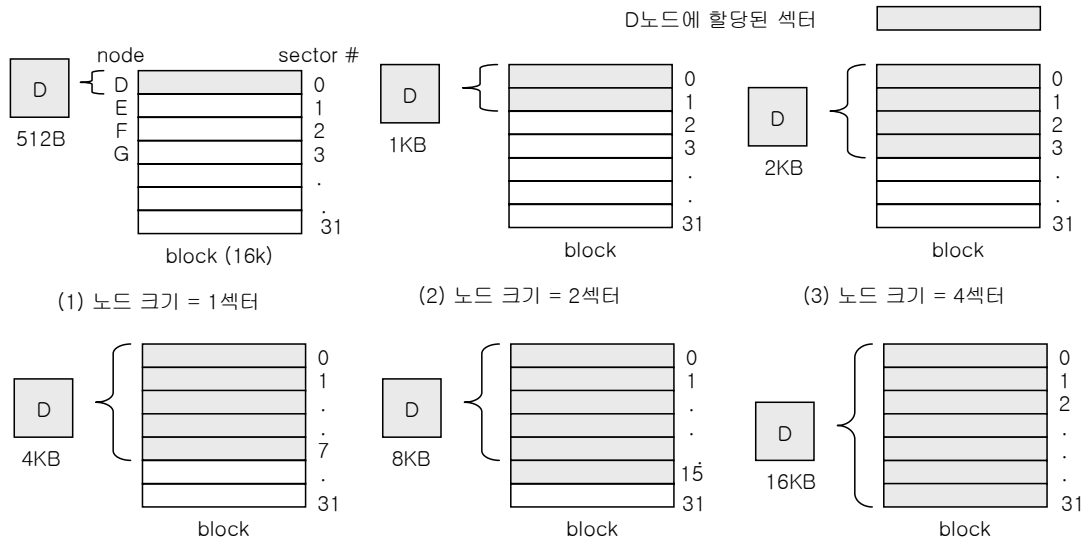 D노드에 할당된 섹터
node sector #
D
512B
D 0
E 1
F 2
G 3
.
.
31
block (16k)
(1) 노드 크기 = 1섹터
D
1KB
0
1
2
3
.
.
31
block
(2) 노드 크기 = 2섹터
D
2KB
0
1
2
3
.
.
31
block
(3) 노드 크기 = 4섹터
D
4KB
0
1
.
.
7
.
31
block
D
8KB
0
1
.
.
.
15
31
block
D
16KB
0
1
2
.
.
.
31
block